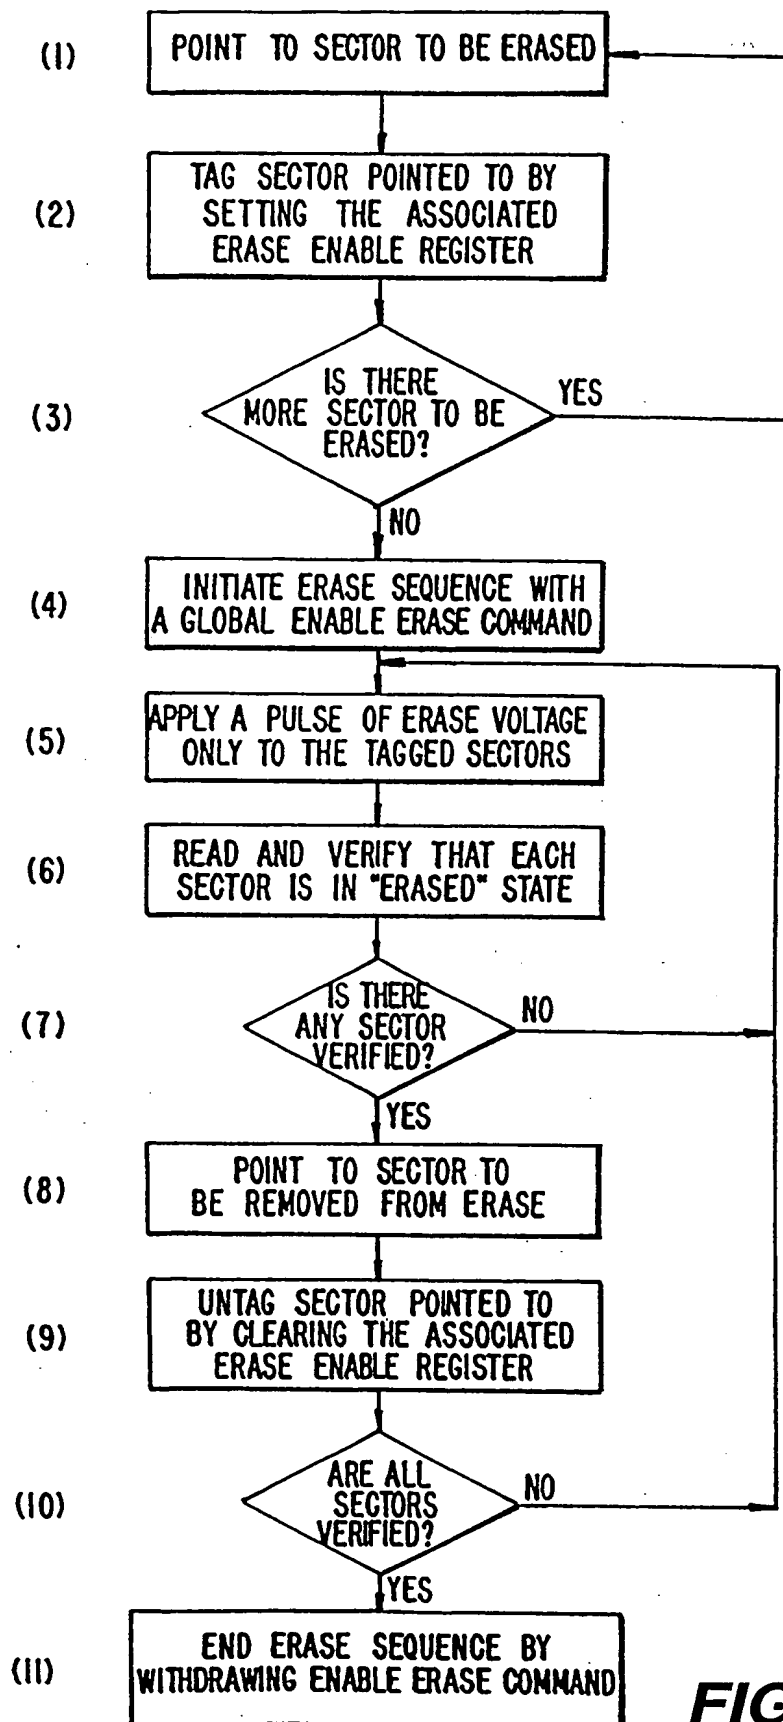 (1)
POINT TO SECTOR TO BE ERASED
(2)
TAG SECTOR POINTED TO BY
SETTING THE ASSOCIATED
ERASE ENABLE REGISTER
(3)
IS THERE
MORE SECTOR TO BE
ERASED?
YES
NO
(4)
INITIATE ERASE SEQUENCE WITH
A GLOBAL ENABLE ERASE COMMAND
(5)
APPLY A PULSE OF ERASE VOLTAGE
ONLY TO THE TAGGED SECTORS
(6)
READ AND VERIFY THAT EACH
SECTOR IS IN "ERASED" STATE
(7)
IS THERE
ANY SECTOR
VERIFIED?
NO
YES
(8)
POINT TO SECTOR TO
BE REMOVED FROM ERASE
(9)
UNTAG SECTOR POINTED TO
BY CLEARING THE ASSOCIATED
ERASE ENABLE REGISTER
(10)
ARE ALL
SECTORS
VERIFIED?
NO
YES
(11)
END ERASE SEQUENCE BY
WITHDRAWING ENABLE ERASE COMMAND
FIG